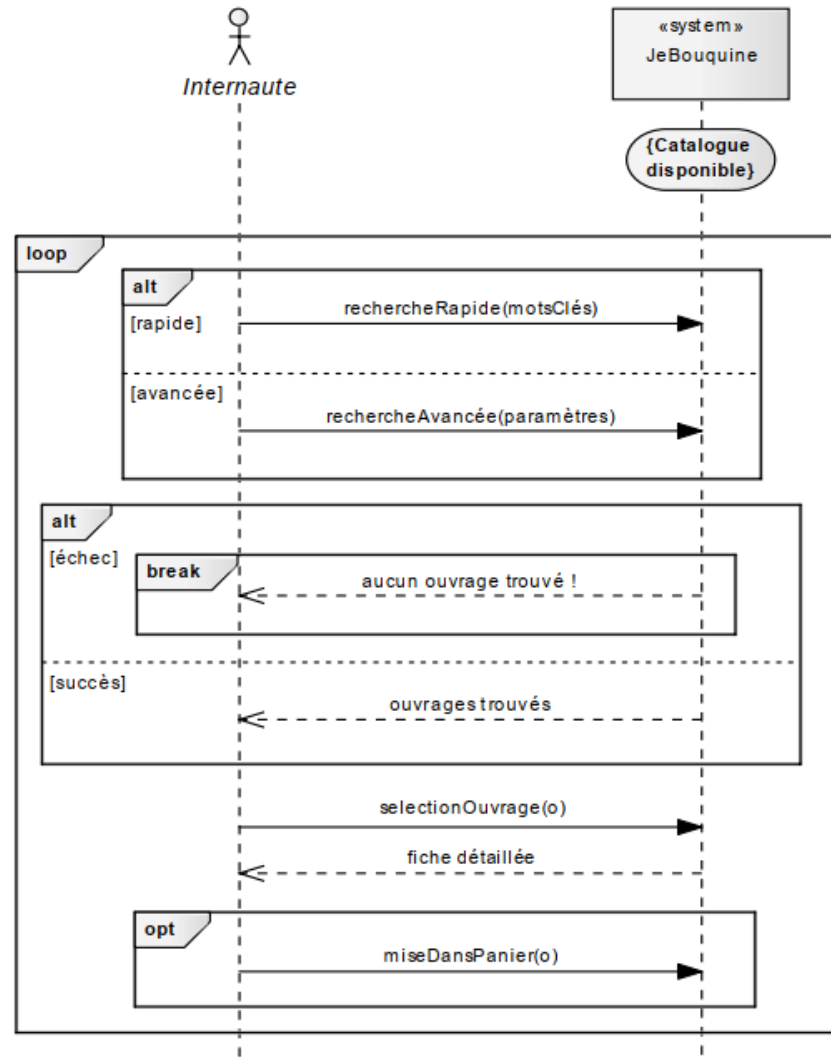 «system»
JeBouquine
Internaute
{Catalogue
disponible}
loop
alt
rechercheRapide(motsClés)
[rapide]
[avancée]
rechercheAvancée(paramètres)
alt
[échec]
break
aucun ouvrage trouvé !
[succès]
ouvrages trouvés
selectionOuvrage(o)
fiche détaillée
opt
miseDansPanier(o)